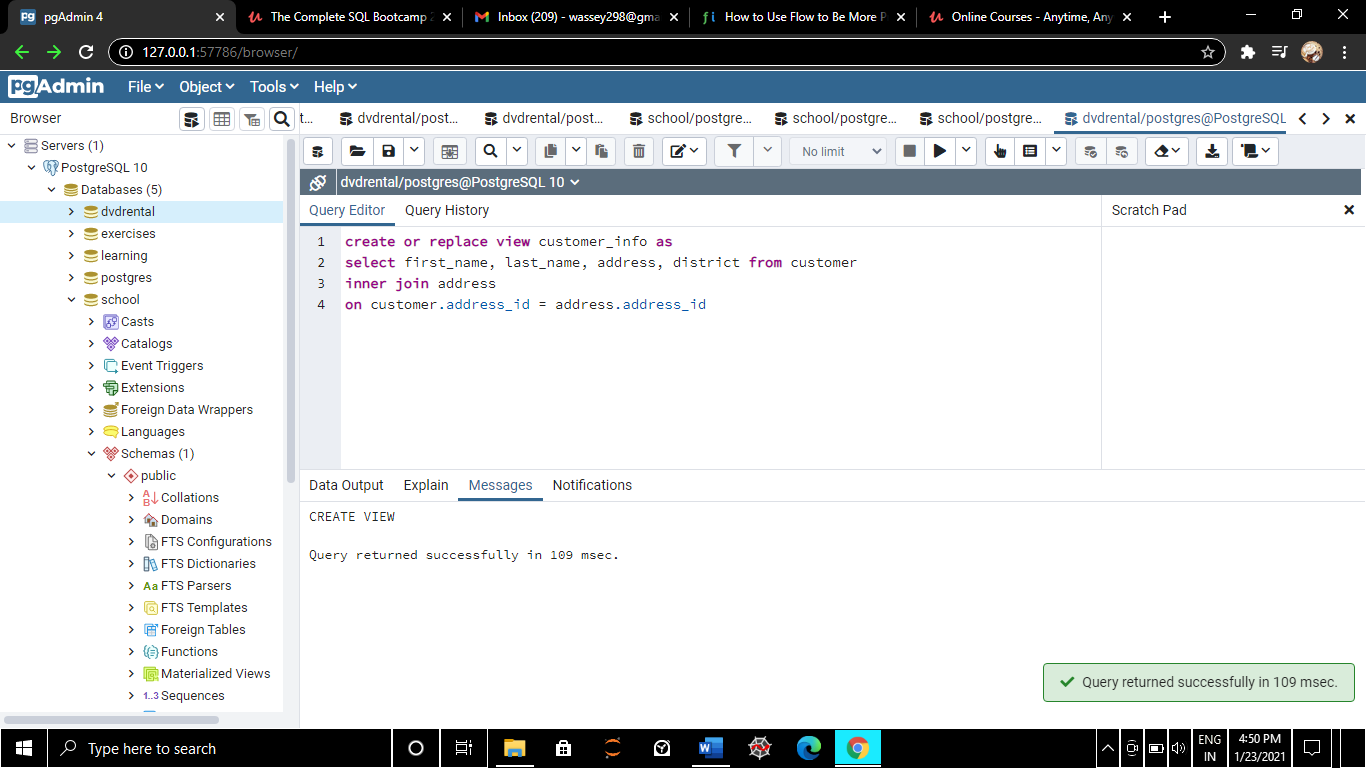 pgAdmin 4
The Complete SQL Bootcamp 2
Inbox (209) - wassey298@gma
How to Use Flow to Be More P
Online Courses - Anytime, Any
127.0.0.1:57786/browser/
pgAdmin File Object Tools Help
Browser
t... dvdrental/post... dvdrental/post... school/postgre... school/postgre... school/postgre... dvdrental/postgres@PostgreSQL
No limit
dvdrental/postgres@PostgreSQL 10
Query Editor Query History
Scratch Pad
1 create or replace view customer_info as
2 select first_name, last_name, address, district from customer
3 inner join address
4 on customer.address_id = address.address_id
Servers (1)
PostgreSQL 10
Databases (5)
dvdrental
exercises
learning
postgres
school
Casts
Catalogs
Event Triggers
Extensions
Foreign Data Wrappers
Languages
Schemas (1)
public
Collations
Domains
FTS Configurations
FTS Dictionaries
Aa FTS Parsers
FTS Templates
Foreign Tables
Functions
Materialized Views
1..3 Sequences
Data Output Explain Messages Notifications
CREATE VIEW
Query returned successfully in 109 msec.
Query returned successfully in 109 msec.
Type here to search
ENG
IN
4:50 PM
1/23/2021